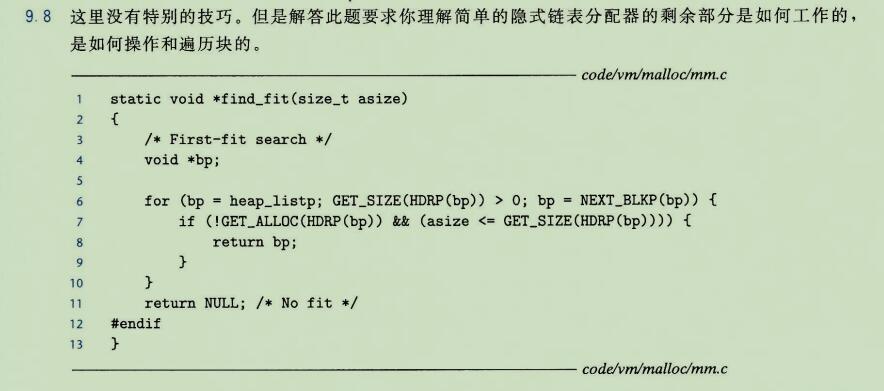 9.8 这里没有特别的技巧。但是解答此题要求你理解简单的隐式链表分配器的剩余部分是如何工作的，
是如何操作和遍历块的。
code/vm/malloc/mm.c
1 static void *find_fit(size_t asize)
2 {
3 /* First-fit search */
4 void *bp;
5
6 for (bp = heap_listp; GET_SIZE(HDRP(bp)) > 0; bp = NEXT_BLKP(bp)) {
7 if (!GET_ALLOC(HDRP(bp)) && (asize <= GET_SIZE(HDRP(bp)))) {
8 return bp;
9 }
10 }
11 return NULL; /* No fit */
12 #endif
13 }
code/vm/malloc/mm.c